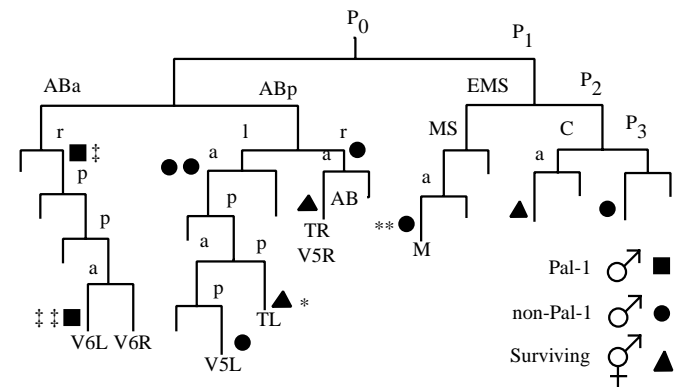 P0
P1
ABa
ABp
EMS
P2
r
‡
l
r
MS
C
P3
p
a
a
a
a
AB
p
p
TR
**
a
p
a
V5R
M
p
TL
*
Pal-1
‡ ‡
V6L V6R
V5L
non-Pal-1
Surviving